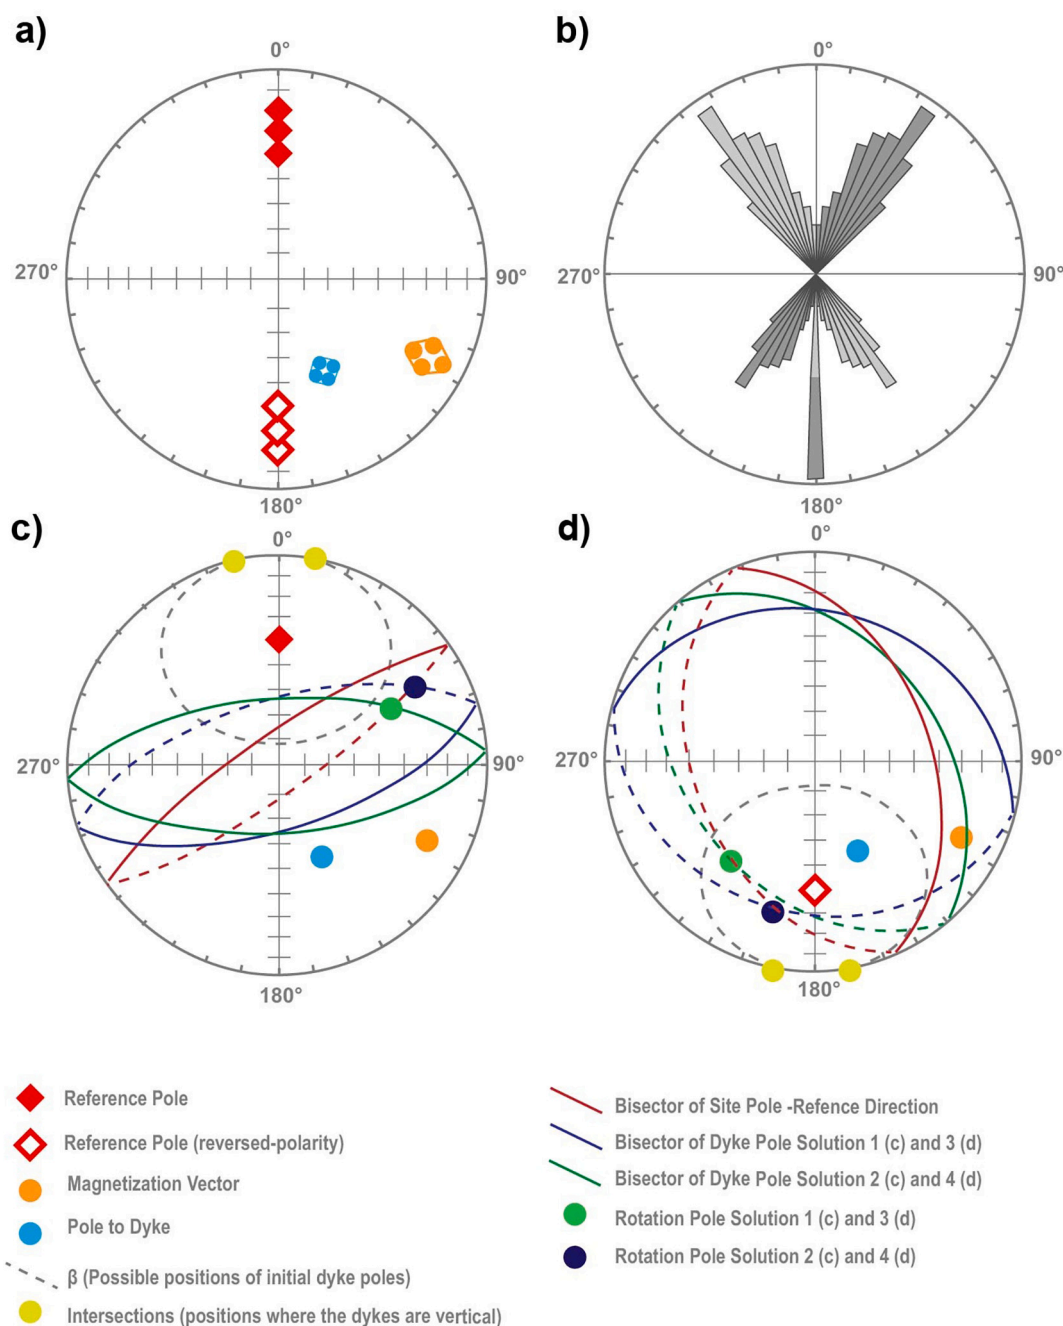 a)
b)
0°
0°
270°
90°
270°
90°
180°
180°
c)
d)
0°
0°
270°
90°
270°
90°
180°
180°
Reference Pole
Reference Pole (reversed-polarity)
Magnetization Vector
Pole to Dyke
β (Possible positions of initial dyke poles)
Intersections (positions where the dykes are vertical)
Bisector of Site Pole -Refence Direction
Bisector of Dyke Pole Solution 1 (c) and 3 (d)
Bisector of Dyke Pole Solution 2 (c) and 4 (d)
Rotation Pole Solution 1 (c) and 3 (d)
Rotation Pole Solution 2 (c) and 4 (d)